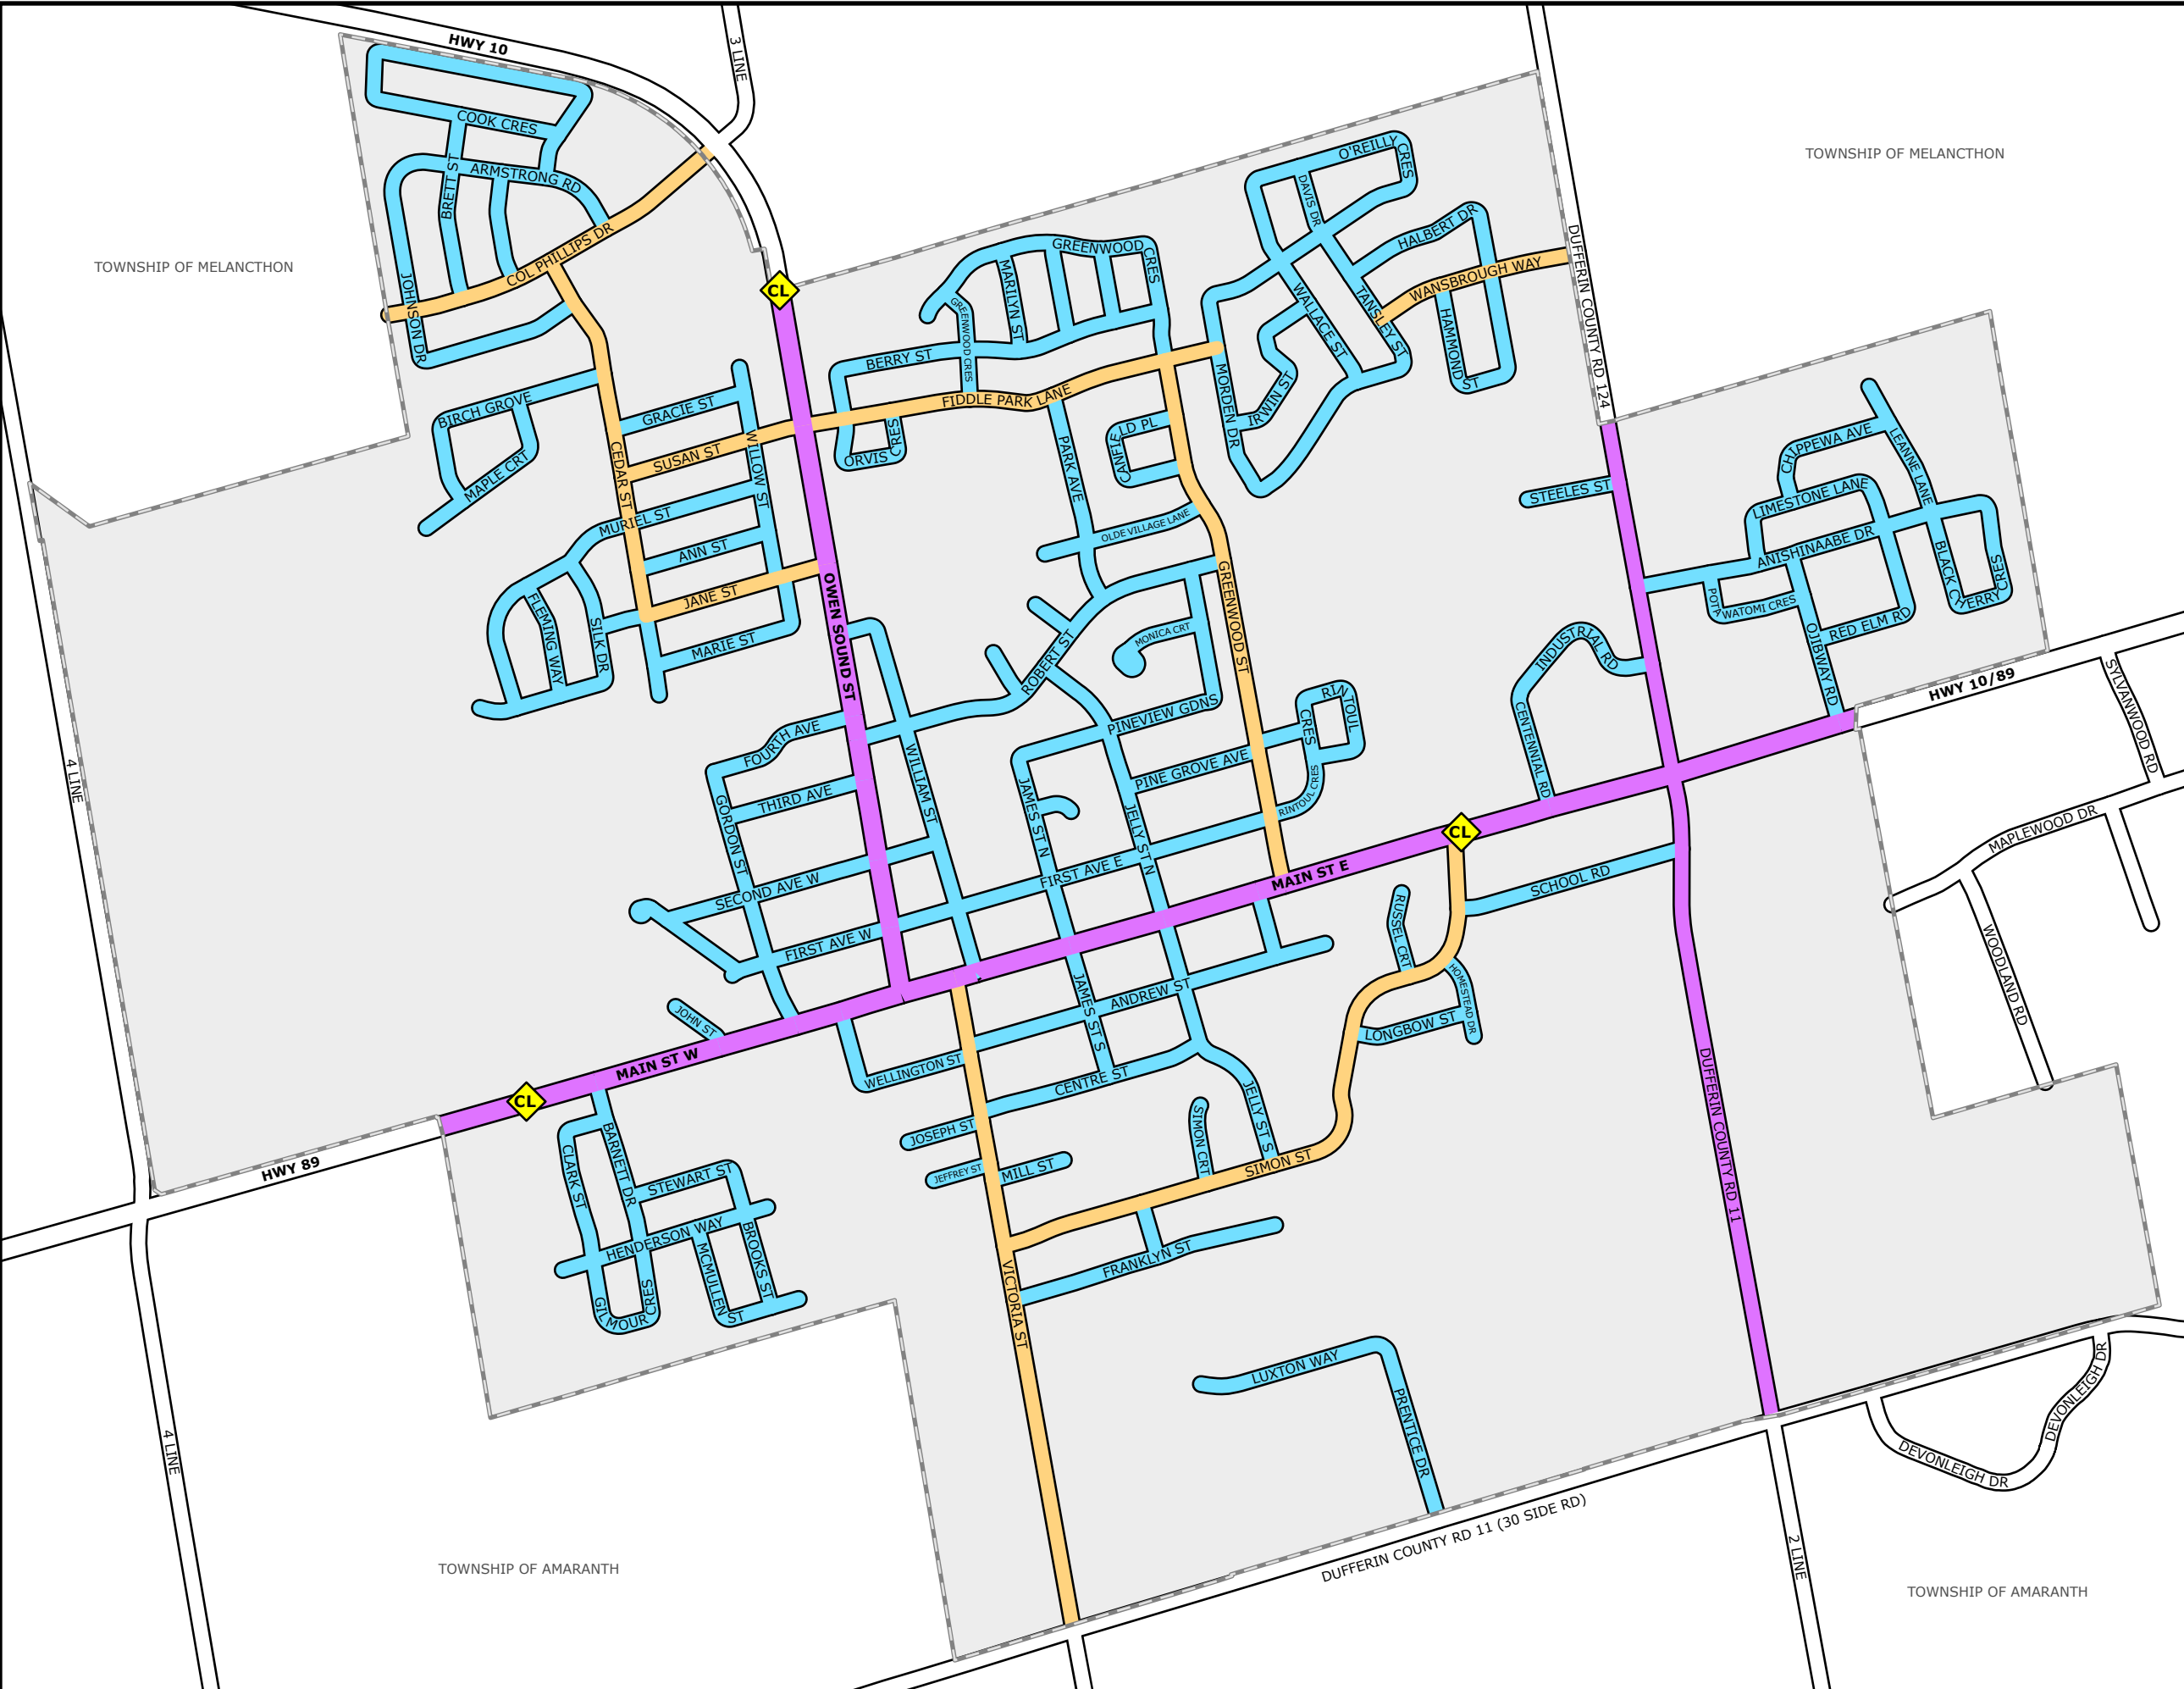 HWY 10
3 LINE
COOK CRES
BRETT ST
ARMSTRONG RD
COL PHILLIPS DR
JOHNSON DR
TOWNSHIP OF MELANCTHON
TOWNSHIP OF MELANCTHON
CL
O'REILLY CRES
DAVIS DR
HALBERT DR
WANSBROUGH WAY
WALLACE ST
TANSLEY ST
HAMMOND ST
IRWIN ST
MORDEN DR
GREENWOOD CRES
MARILYN ST
GREENWOOD CRES
BERRY ST
FIDDLE PARK LANE
ORVIS CRES
CANFIELD PL
PARK AVE
OLDE VILLAGE LANE
DUFFERIN COUNTY RD 124
BIRCH GROVE
MAPLE CRT
GRACIE ST
SUSAN ST
WILLOW ST
CEDAR ST
MURIEL ST
ANN ST
JANE ST
MARIE ST
FLEMING WAY
SILK DR
OWEN SOUND ST
STEELES ST
CHIPPEWA AVE
LEANNE LANE
LIMESTONE LANE
ANISHINAABE DR
BLACK CHERRY CRES
POTAWATOMI CRES
RED ELM RD
OJIBWAY RD
INDUSTRIAL RD
CENTENNIAL RD
HWY 10/89
SYLVANWOOD RD
MAPLEWOOD DR
WOODLAND RD
GREENWOOD ST
MONICA CRT
ROBERT ST
PINEVIEW GDNS
RINTOUL CRES
PINE GROVE AVE
RINTOUL CRES
FOURTH AVE
THIRD AVE
GORDON ST
WILLIAM ST
JAMES ST N
JELLY ST N
SECOND AVE W
FIRST AVE W
FIRST AVE E
MAIN ST E
CL
SCHOOL RD
RUSSEL CRT
HOMESTEAD DR
LONGBOW ST
4 LINE
JOHN ST
MAIN ST W
CL
HWY 89
ANDREW ST
JAMES ST S
WELLINGTON ST
CENTRE ST
JOSEPH ST
JEFFREY ST
MILL ST
SIMON CRT
JELLY ST S
SIMON ST
FRANKLYN ST
VICTORIA ST
CLARK ST
BARNETT DR
STEWART ST
HENDERSON WAY
BROOKS ST
MCMULLEN ST
GILMOUR CRES
LUXTON WAY
PRENTICE DR
DUFFERIN COUNTY RD 11
DEVONLEIGH DR
DEVONLEIGH DR
DUFFERIN COUNTY RD 11 (30 SIDE RD)
4 LINE
2 LINE
TOWNSHIP OF AMARANTH
TOWNSHIP OF AMARANTH